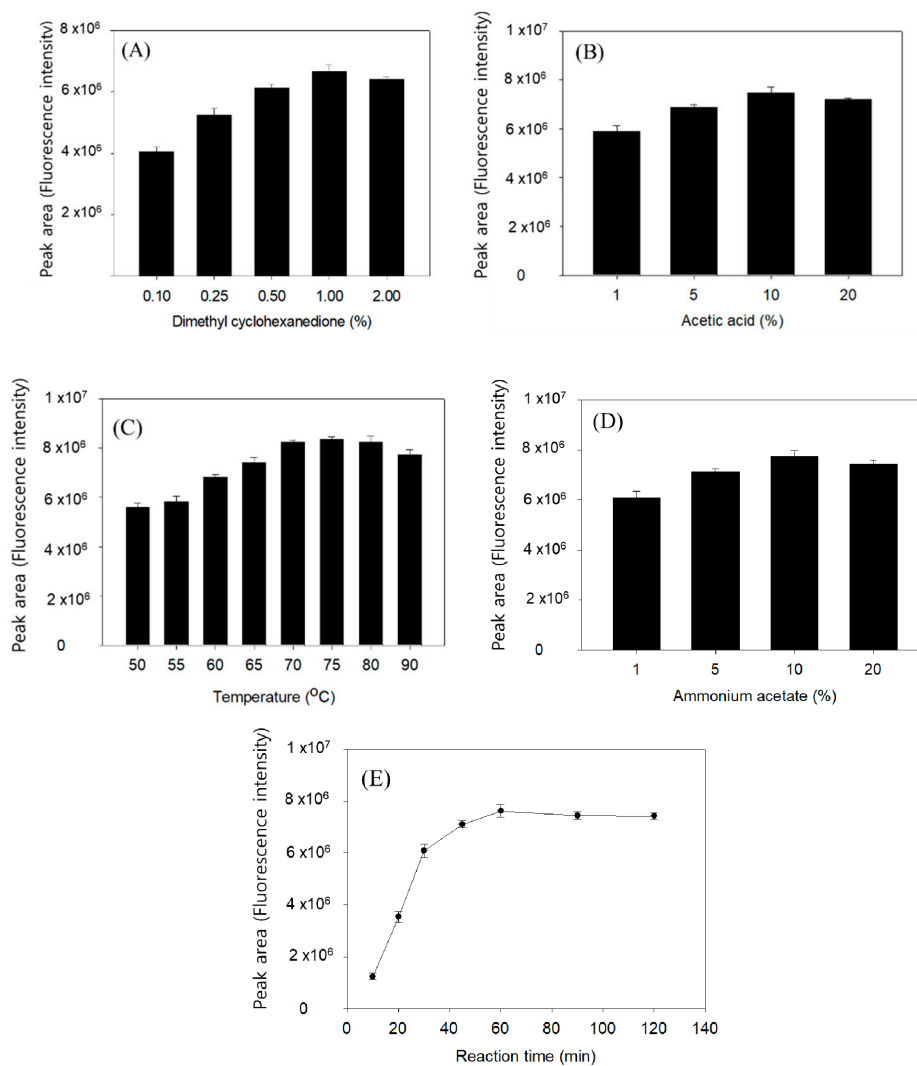 (A)
Peak area (Fluorescence intensity)
8 x10⁶
6 x10⁶
4 x10⁶
2 x10⁶
0.10 0.25 0.50 1.00 2.00
Dimethyl cyclohexanedione (%)
(B)
Peak area (Fluorescence intensity)
1 x10⁷
8 x10⁶
6 x10⁶
4 x10⁶
2 x10⁶
0
1 5 10 20
Acetic acid (%)
(C)
Peak area (Fluorescence intensity)
1 x10⁷
8 x10⁶
6 x10⁶
4 x10⁶
2 x10⁶
0
50 55 60 65 70 75 80 90
Temperature (⁰C)
(D)
Peak area (Fluorescence intensity)
1 x10⁷
8 x10⁶
6 x10⁶
4 x10⁶
2 x10⁶
0
1 5 10 20
Ammonium acetate (%)
(E)
Peak area (Fluorescence intensity)
1 x10⁷
8 x10⁶
6 x10⁶
4 x10⁶
2 x10⁶
0
0 20 40 60 80 100 120 140
Reaction time (min)